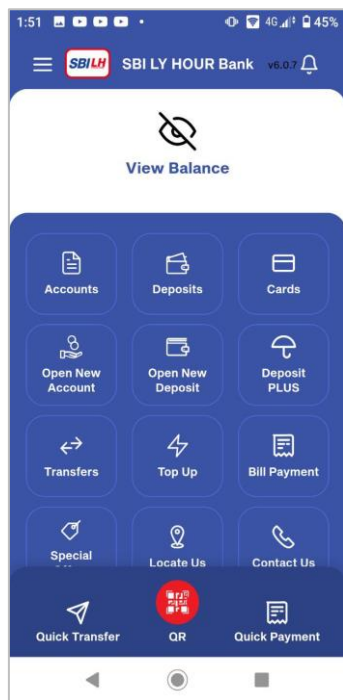 1:51
4G 45%
SBILH SBI LY HOUR Bank v6.0.7
View Balance
Accounts Deposits Cards
Open New Account Open New Deposit Deposit PLUS
Transfers Top Up Bill Payment
Special Locate Us Contact Us
Quick Transfer QR Quick Payment